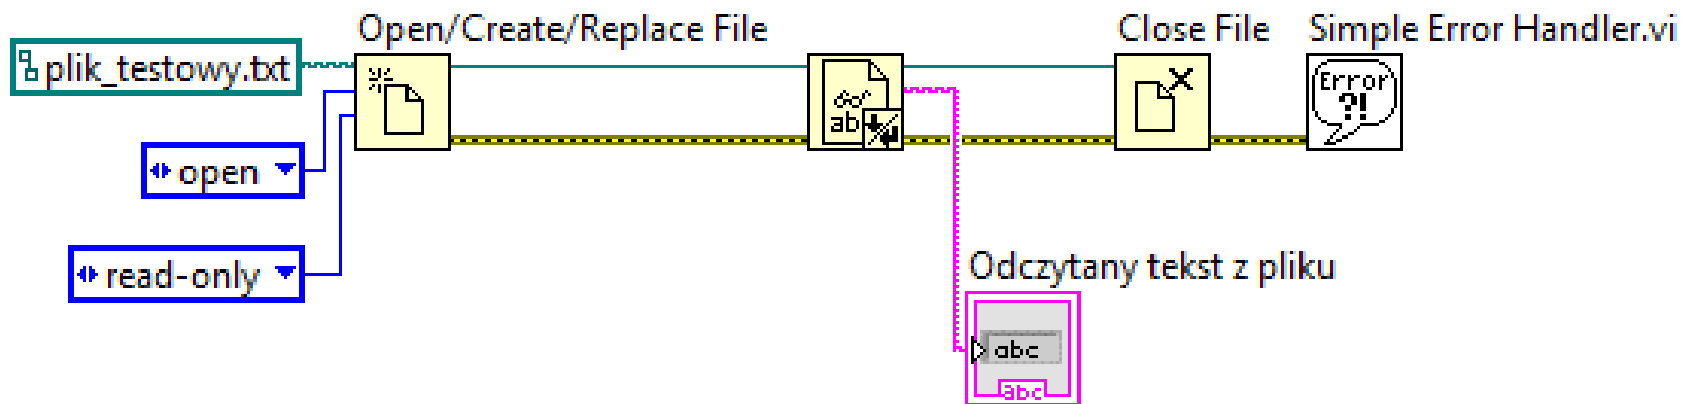 Open/Create/Replace File
Close File
Simple Error Handler.vi
plik_testowy.txt
ab
Error
?!
open
read-only
Odczytany tekst z pliku
abc
abc